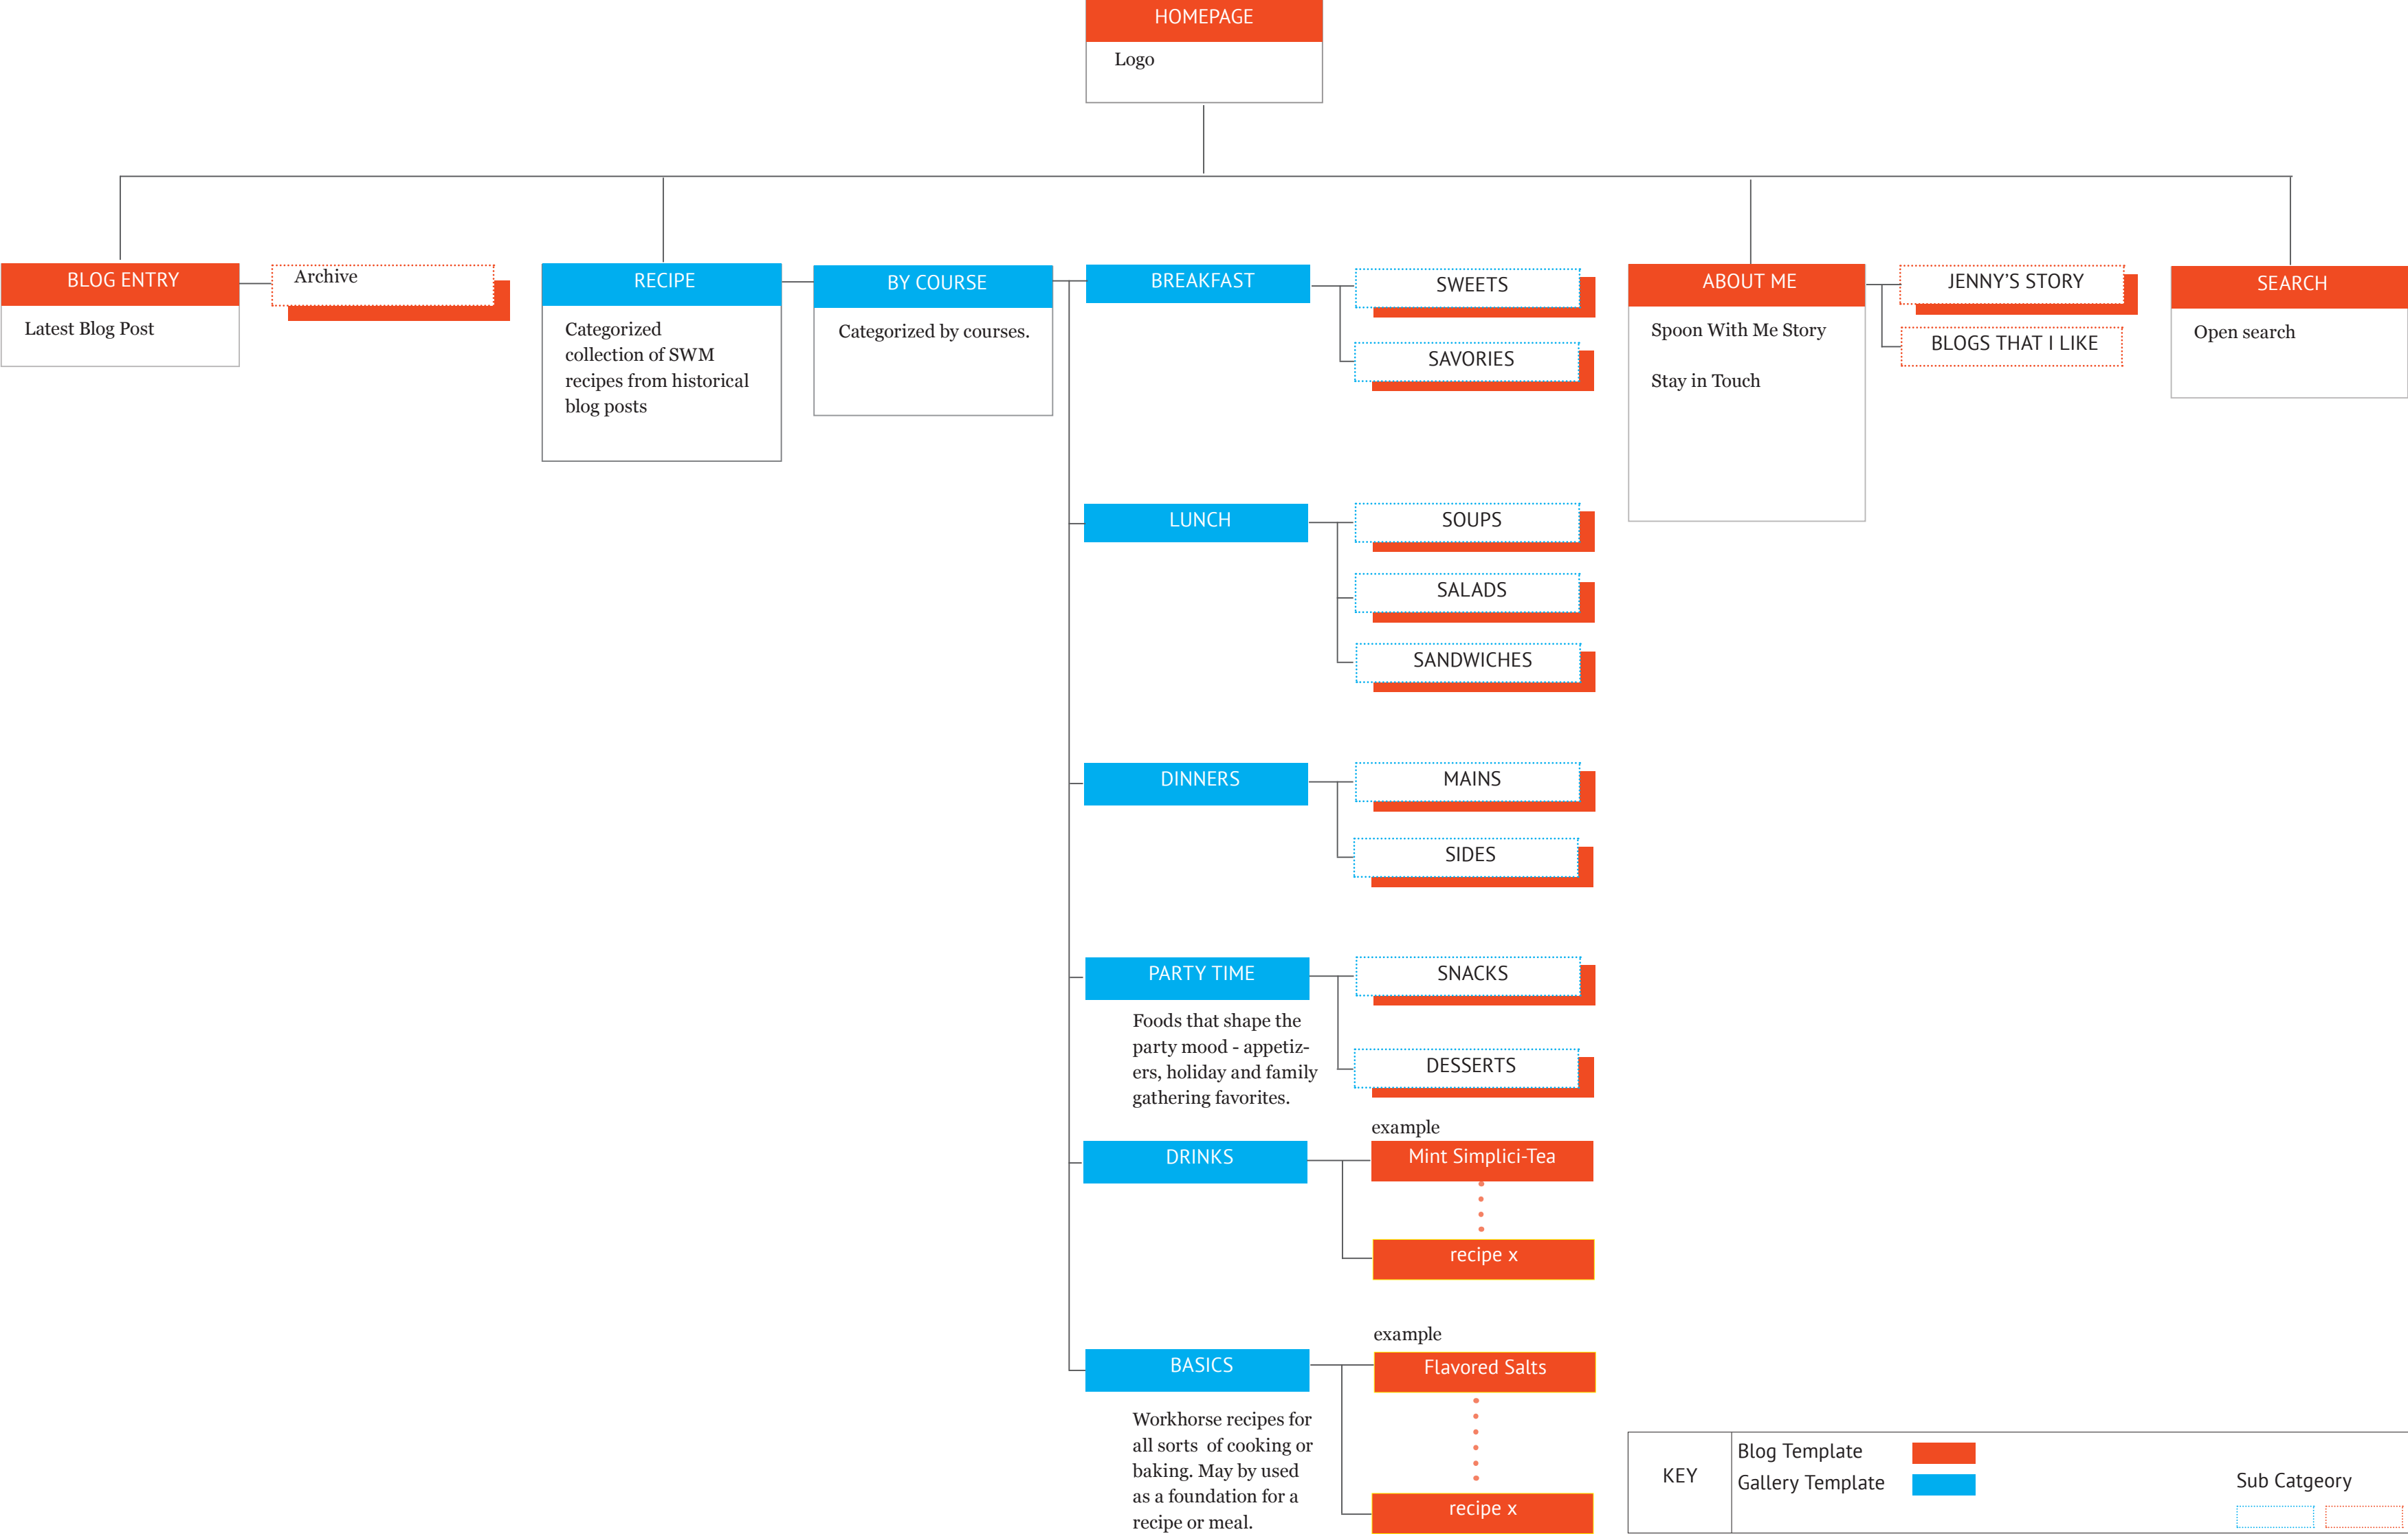 HOMEPAGE
Logo
BLOG ENTRY
Latest Blog Post
Archive
RECIPE
Categorized
collection of SWM
recipes from historical
blog posts
BY COURSE
Categorized by courses.
BREAKFAST
SWEETS
SAVORIES
LUNCH
SOUPS
SALADS
SANDWICHES
DINNERS
MAINS
SIDES
PARTY TIME
Foods that shape the
party mood - appetiz-
ers, holiday and family
gathering favorites.
SNACKS
DESSERTS
DRINKS
example
Mint Simplici-Tea
recipe x
BASICS
Workhorse recipes for
all sorts of cooking or
baking. May by used
as a foundation for a
recipe or meal.
example
Flavored Salts
recipe x
ABOUT ME
Spoon With Me Story
Stay in Touch
JENNY’S STORY
BLOGS THAT I LIKE
SEARCH
Open search
KEY
Blog Template
Gallery Template
Sub Catgeory